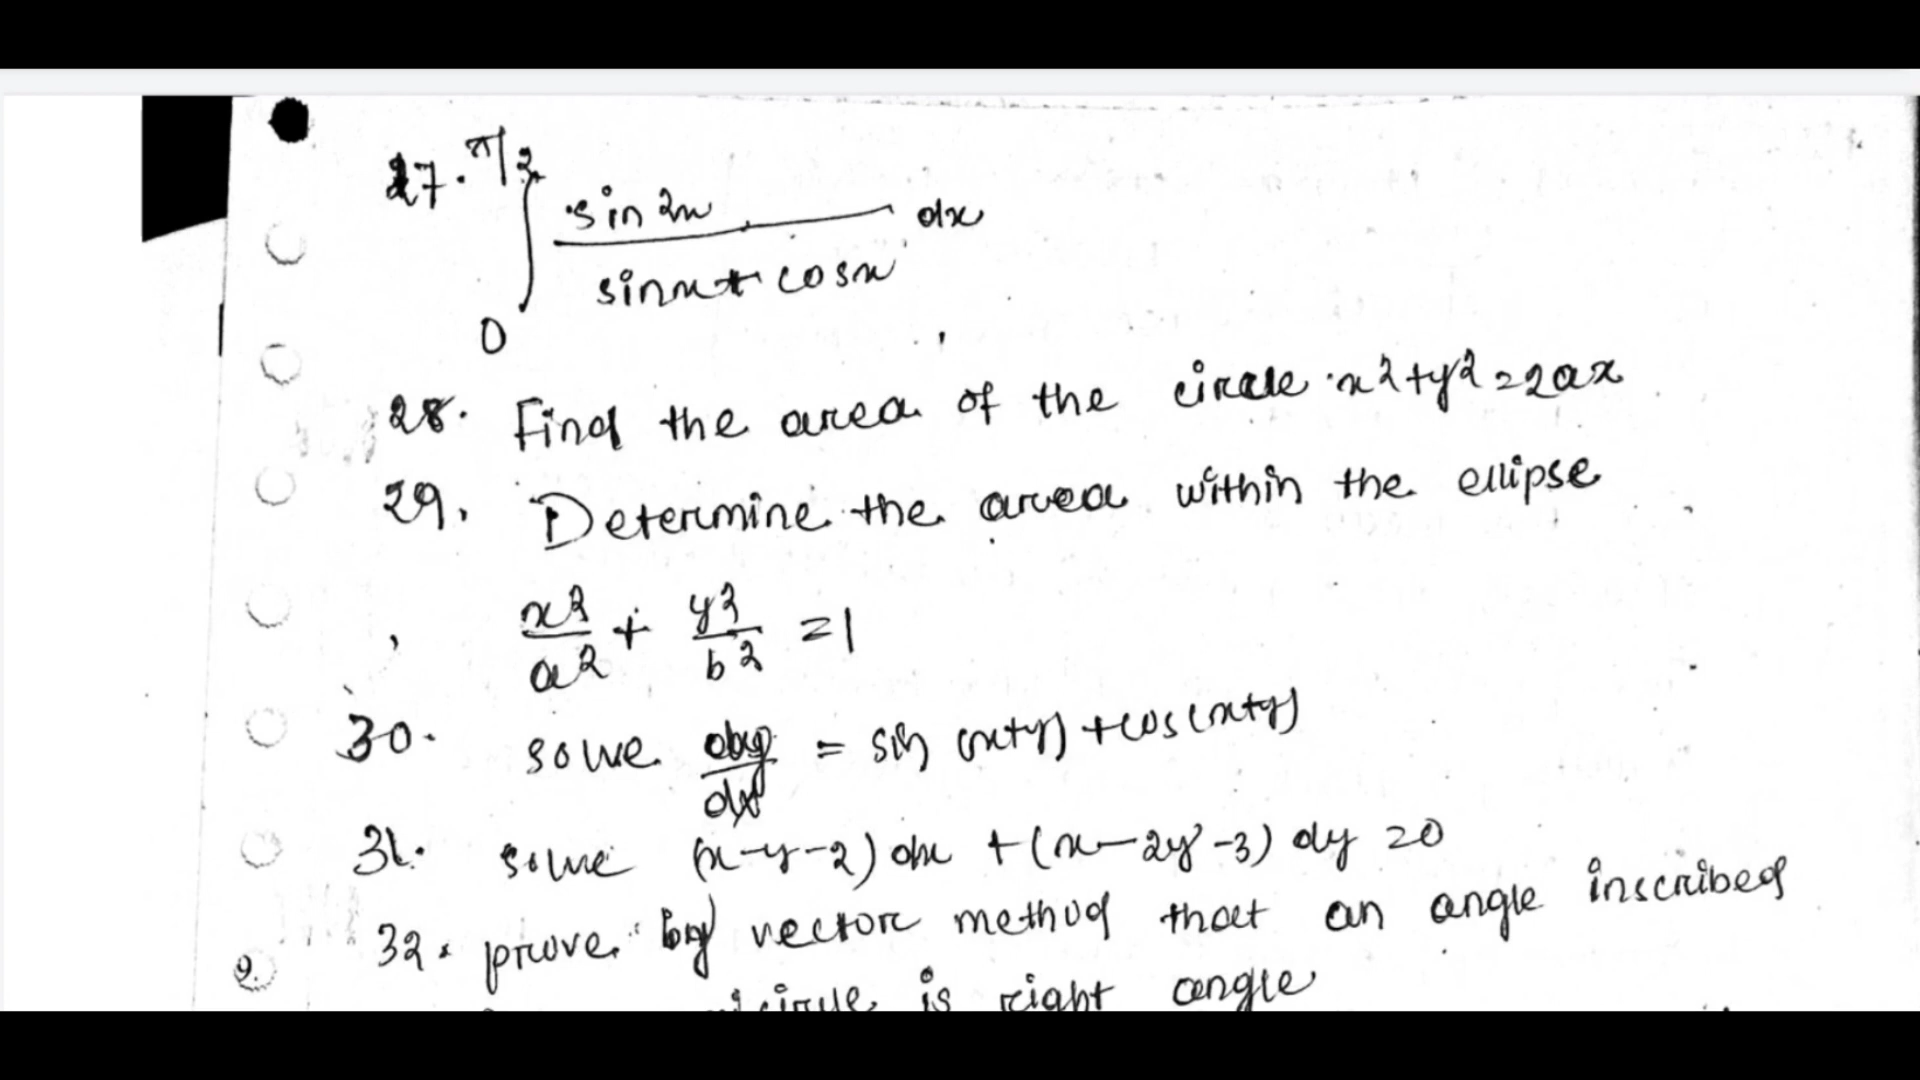 27. π/2
∫ sin 2x / sinx + cosx dx
0
28. Find the area of the circle x2+y2=2ax
29. Determine the area within the ellipse
x2/a2 + y2/b2 =1
30. solve dy/dx = sin (x+y) + cos(x+y)
31. solve (x-y-2) dx + (x-2y-3) dy =0
32. prove by vector method that an angle inscribed
is right angle